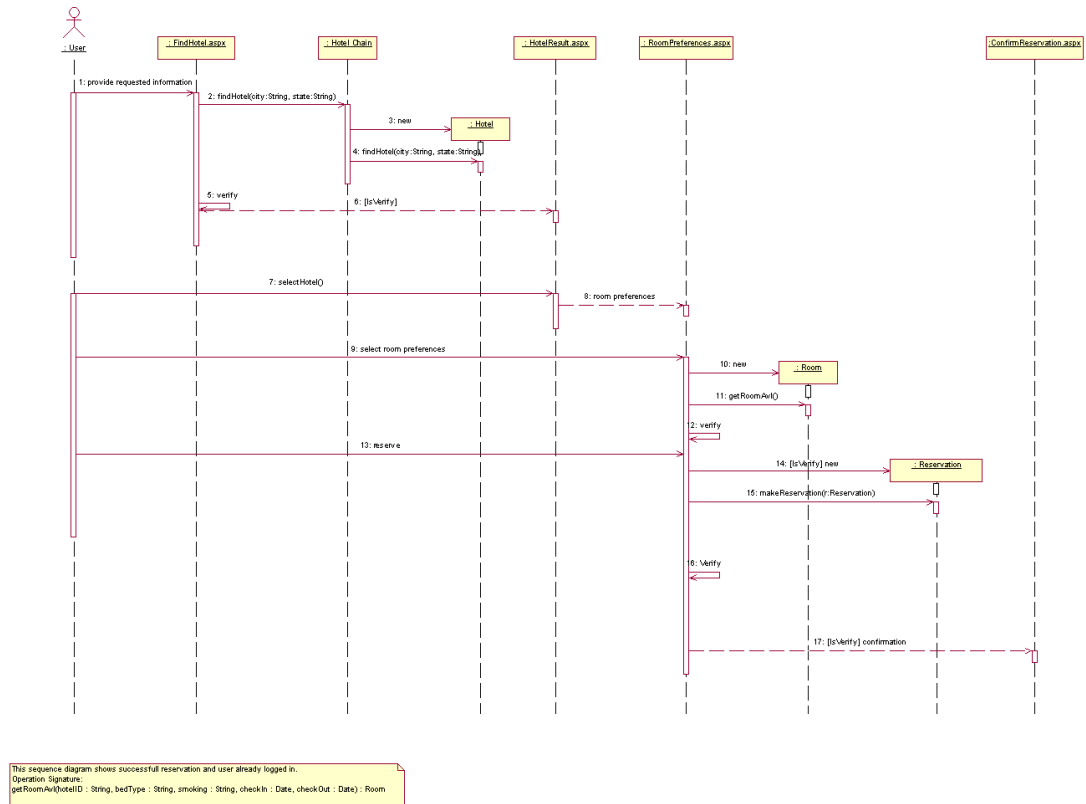 : User
: FindHotel.aspx
: Hotel Chain
: HotelResult.aspx
: RoomPreferences.aspx
:ConfirmReservation.aspx
1: provide requested information
2: findHotel(city:String, state:String)
3: new
: Hotel
4: findHotel(city:String, state:String)
5: verify
6: [IsVerify]
7: selectHotel()
8: room preferences
9: select room preferences
10: new
: Room
11: getRoomAvl()
12: verify
13: reserve
14: [IsVerify] new
: Reservation
15: makeReservation(r:Reservation)
16: Verify
17: [IsVerify] confirmation
This sequence diagram shows successfull reservation and user already logged in.
Operation Signature:
getRoomAvl(hotelID : String, bedType : String, smoking : String, checkIn : Date, checkOut : Date) : Room